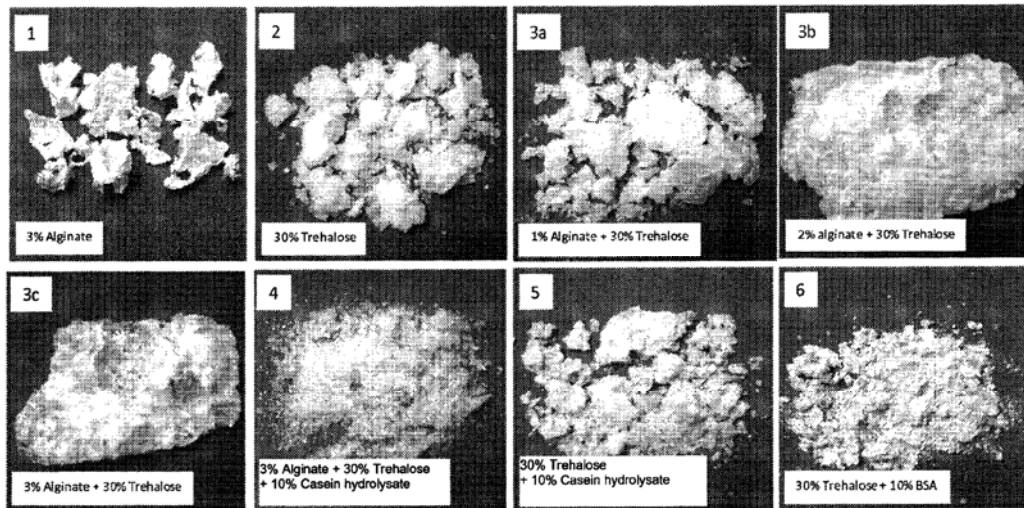 1
3% Alginate
2
30% Trehalose
3a
1% Alginate + 30% Trehalose
3b
2% alginate + 30% Trehalose
3c
3% Alginate + 30% Trehalose
4
3% Alginate + 30% Trehalose
+ 10% Casein hydrolysate
5
30% Trehalose
+ 10% Casein hydrolysate
6
30% Trehalose + 10% BSA